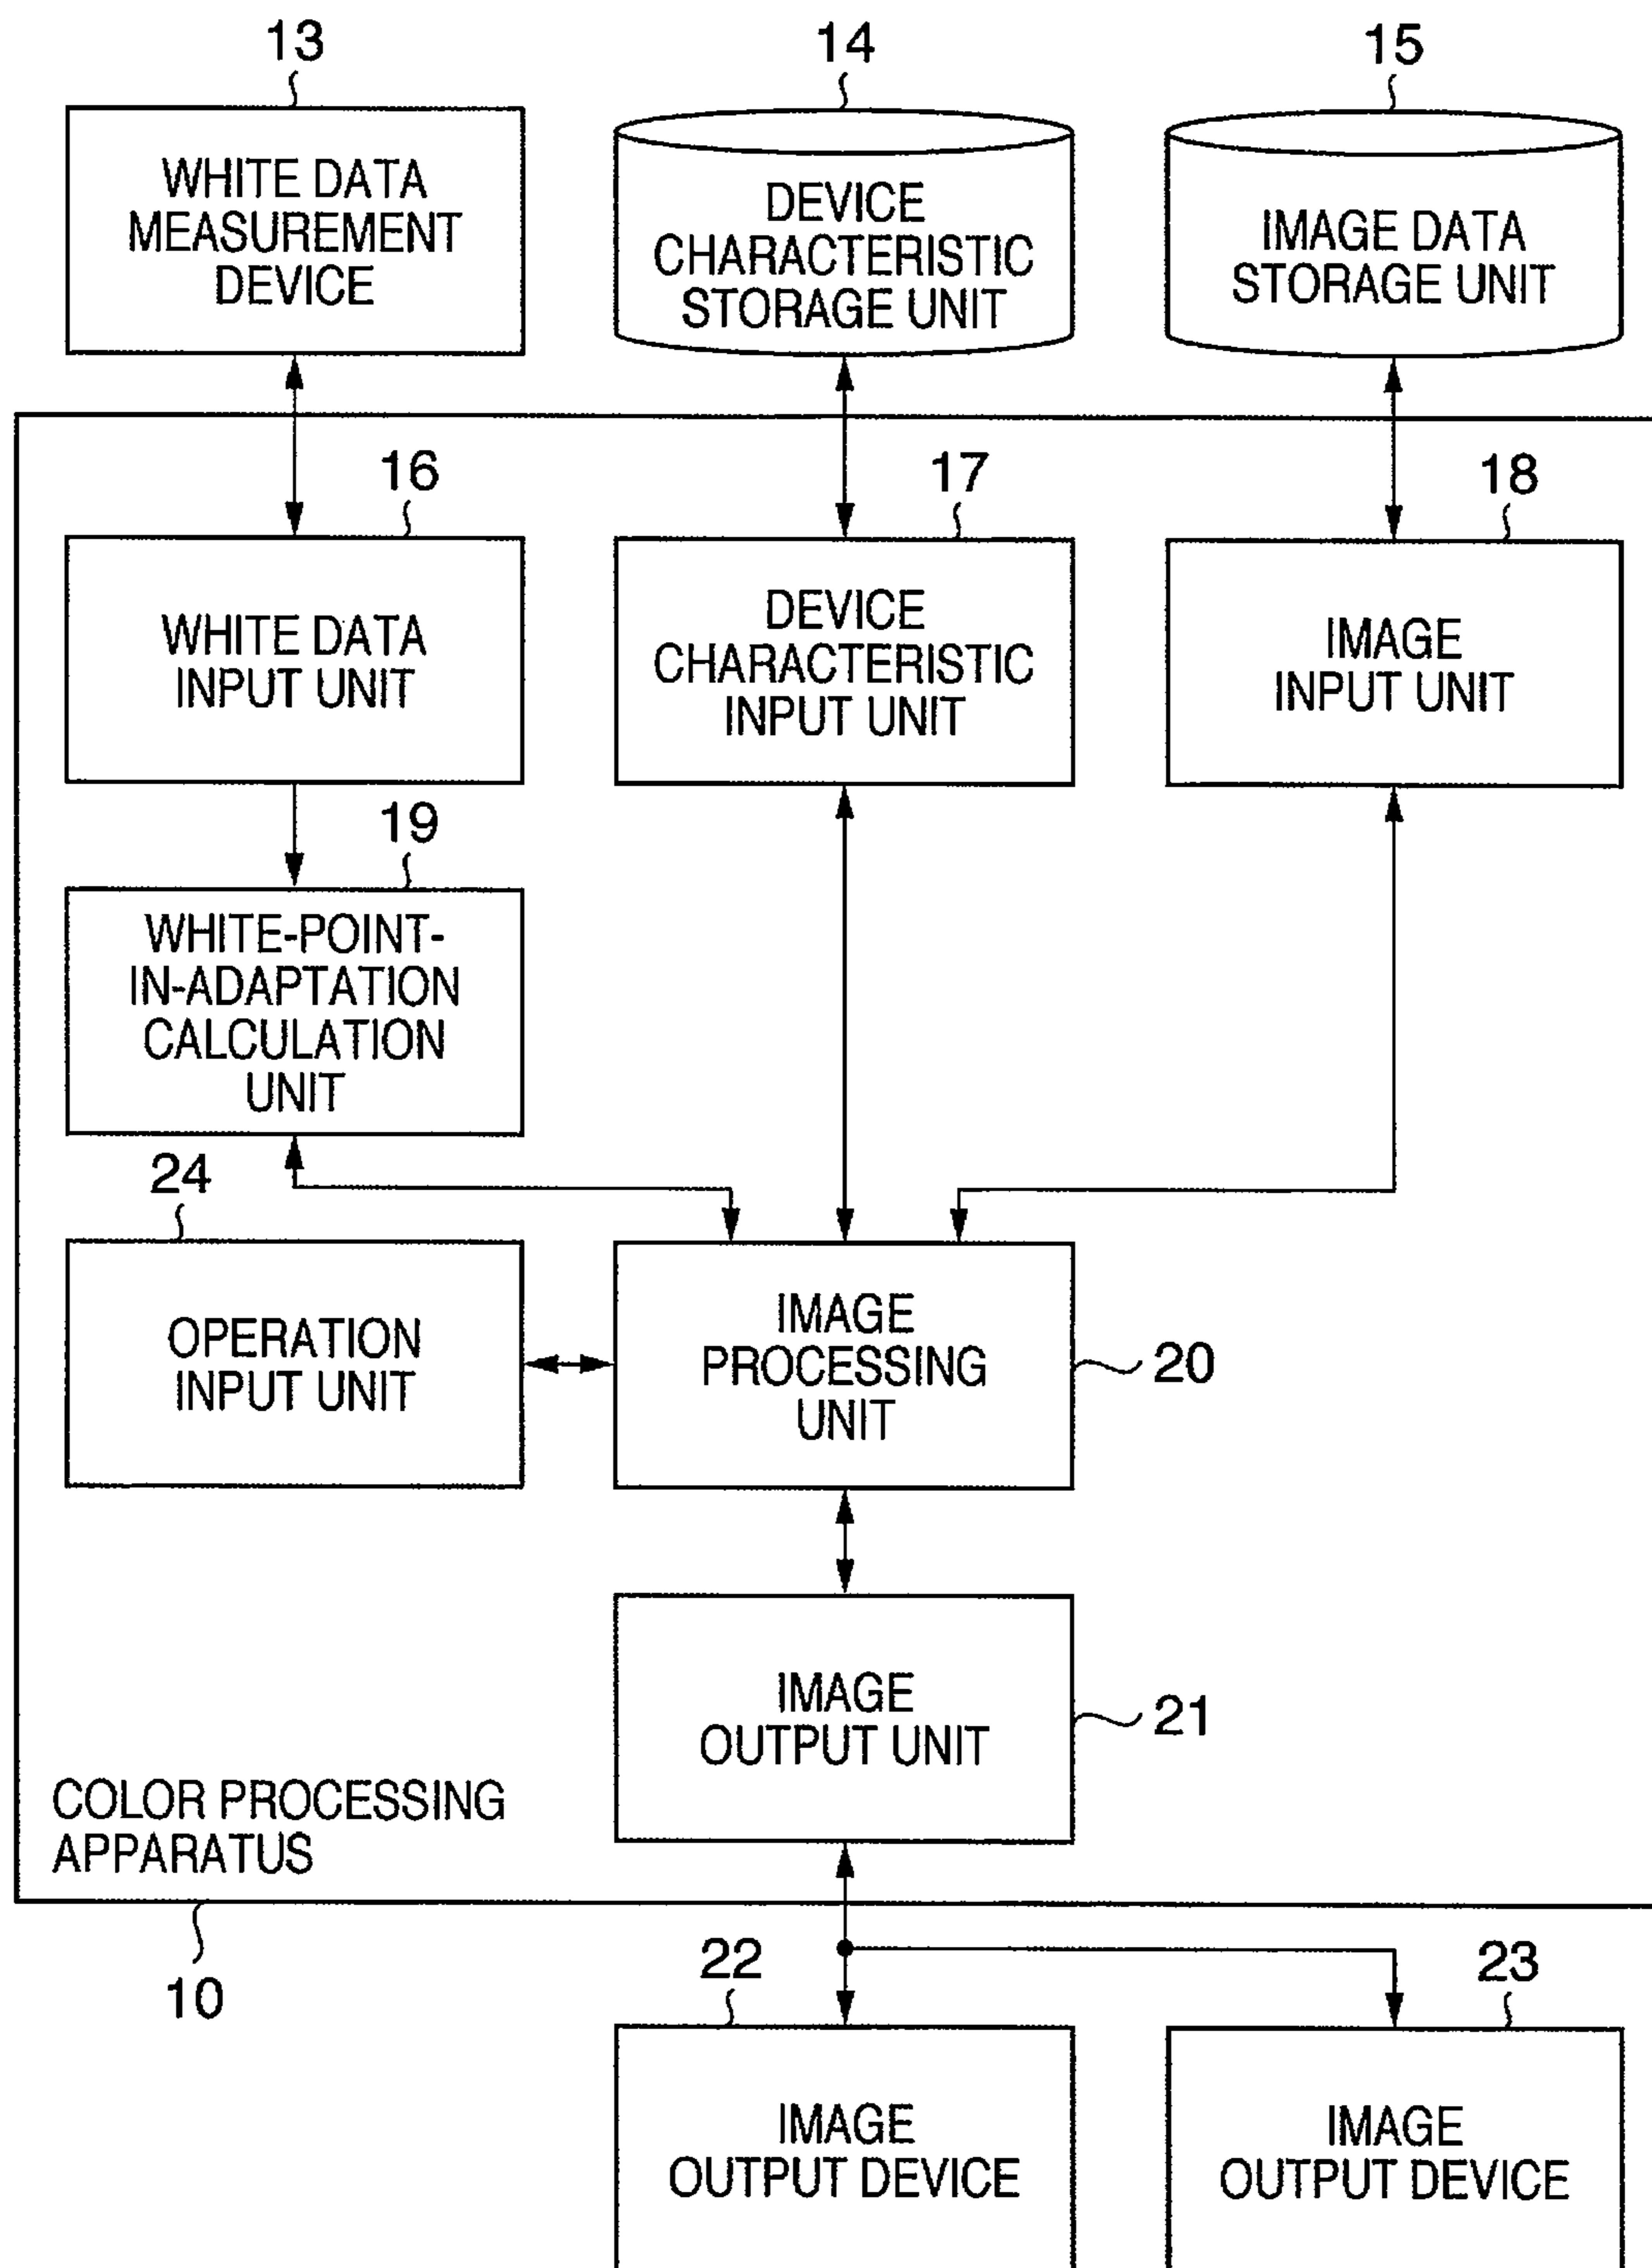 13
14
15
WHITE DATA
MEASUREMENT
DEVICE
DEVICE
CHARACTERISTIC
STORAGE UNIT
IMAGE DATA
STORAGE UNIT
16
17
18
WHITE DATA
INPUT UNIT
DEVICE
CHARACTERISTIC
INPUT UNIT
IMAGE
INPUT UNIT
19
WHITE-POINT-
IN-ADAPTATION
CALCULATION
UNIT
24
OPERATION
INPUT UNIT
IMAGE
PROCESSING
UNIT
20
IMAGE
OUTPUT UNIT
21
COLOR PROCESSING
APPARATUS
10
22
23
IMAGE
OUTPUT DEVICE
IMAGE
OUTPUT DEVICE